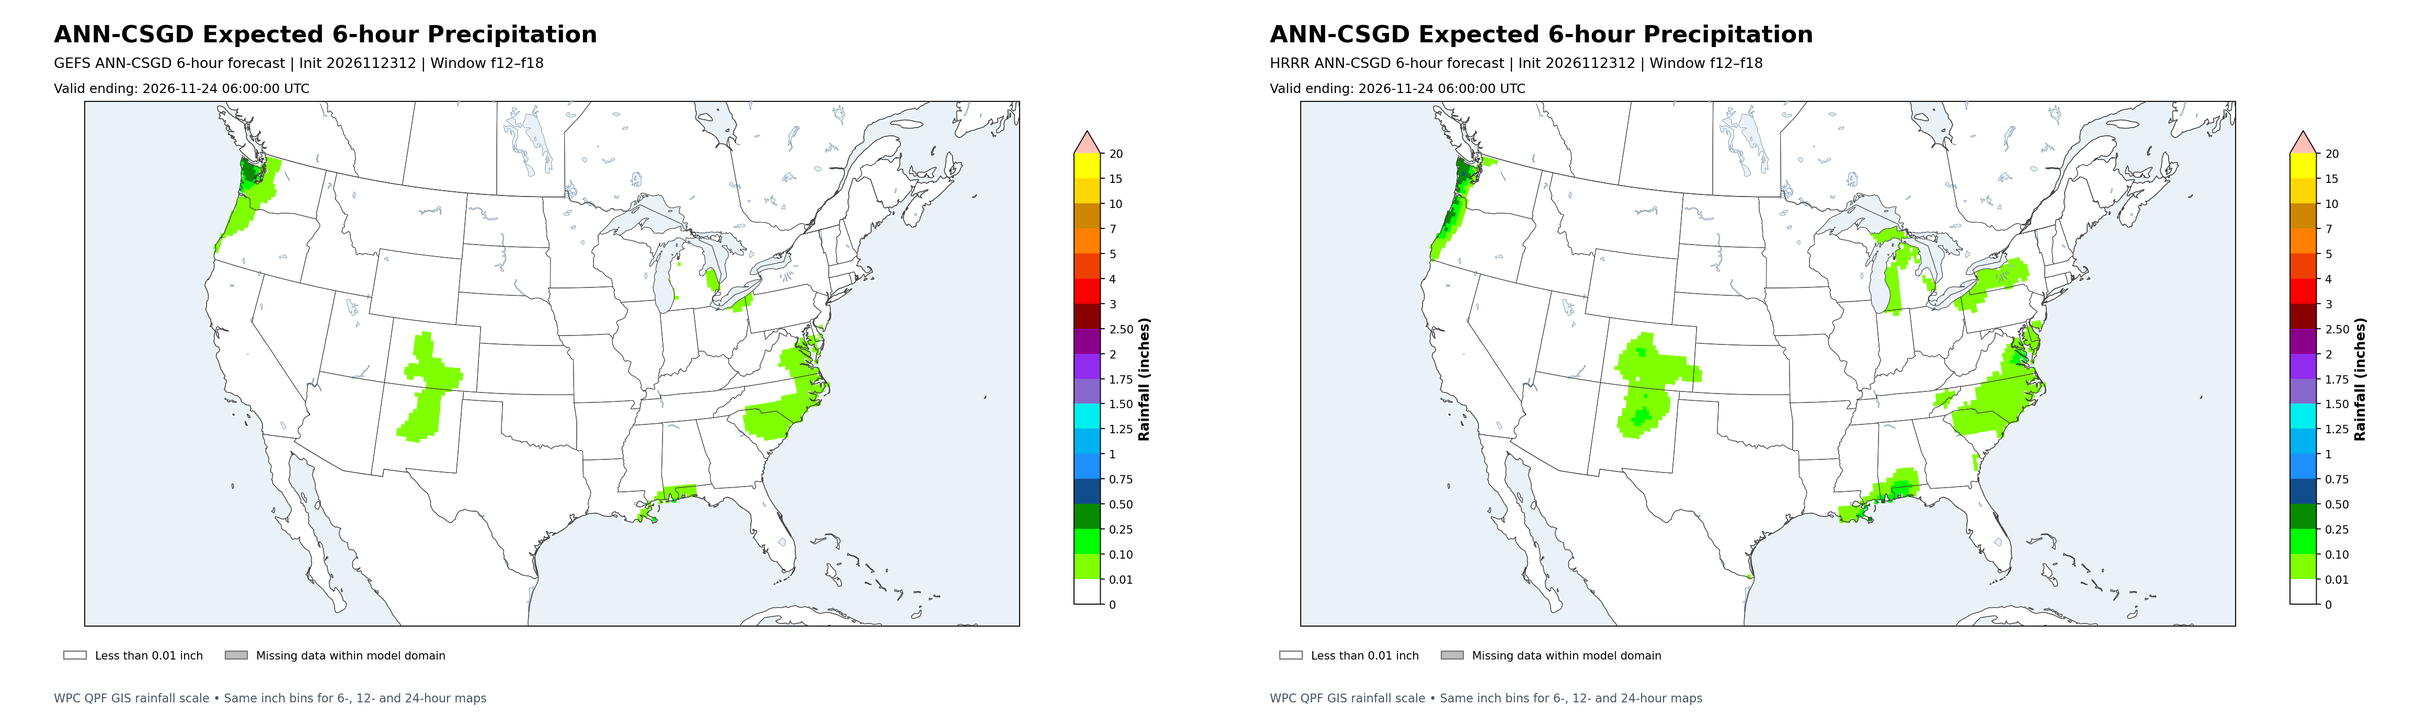 ANN-CSGD Expected 6-hour Precipitation
GEFS ANN-CSGD 6-hour forecast | Init 2026112312 | Window f12–f18
Valid ending: 2026-11-24 06:00:00 UTC
20
15
10
7
5
4
3
2.50
2
1.75
1.50
1.25
1
0.75
0.50
0.25
0.10
0.01
0
Rainfall (inches)
Less than 0.01 inch
Missing data within model domain
WPC QPF GIS rainfall scale • Same inch bins for 6-, 12- and 24-hour maps
ANN-CSGD Expected 6-hour Precipitation
HRRR ANN-CSGD 6-hour forecast | Init 2026112312 | Window f12–f18
Valid ending: 2026-11-24 06:00:00 UTC
20
15
10
7
5
4
3
2.50
2
1.75
1.50
1.25
1
0.75
0.50
0.25
0.10
0.01
0
Rainfall (inches)
Less than 0.01 inch
Missing data within model domain
WPC QPF GIS rainfall scale • Same inch bins for 6-, 12- and 24-hour maps